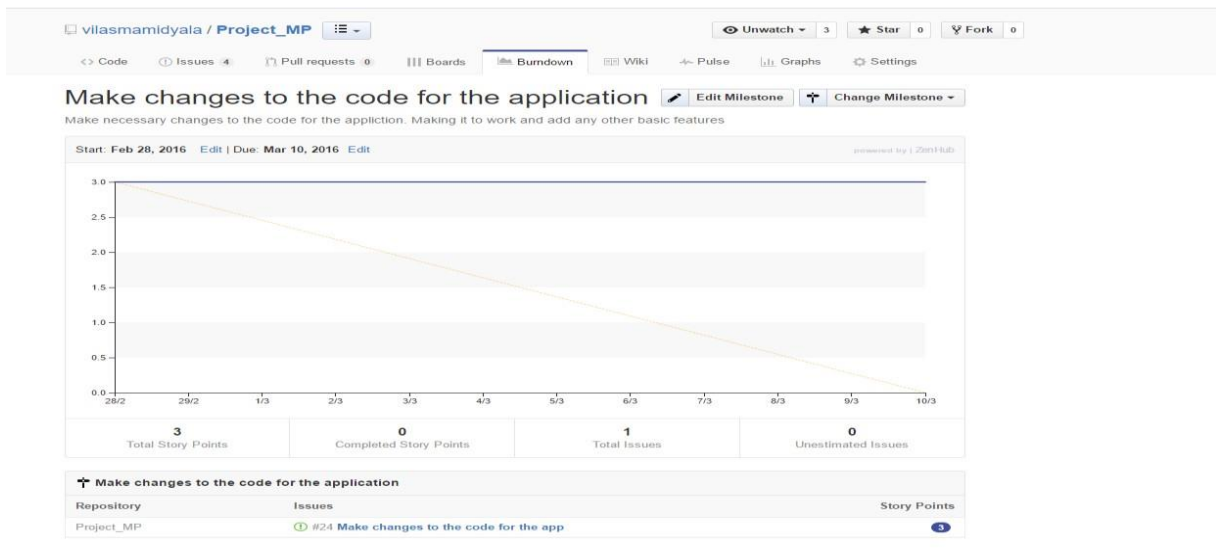 vilasmamidyala / Project_MP Unwatch 3 Star 0 Fork 0
Code Issues 4 Pull requests 0 Boards Burndown Wiki Pulse Graphs Settings
Make changes to the code for the application Edit Milestone Change Milestone
Make necessary changes to the code for the appliction. Making it to work and add any other basic features
Start: Feb 28, 2016 Edit | Due: Mar 10, 2016 Edit powered by | ZenHub
3.0
2.5
2.0
1.5
1.0
0.5
0.0
28/2 29/2 1/3 2/3 3/3 4/3 5/3 6/3 7/3 8/3 9/3 10/3
3 0 1 0
Total Story Points Completed Story Points Total Issues Unestimated Issues
Make changes to the code for the application
Repository Issues Story Points
Project_MP #24 Make changes to the code for the app 3